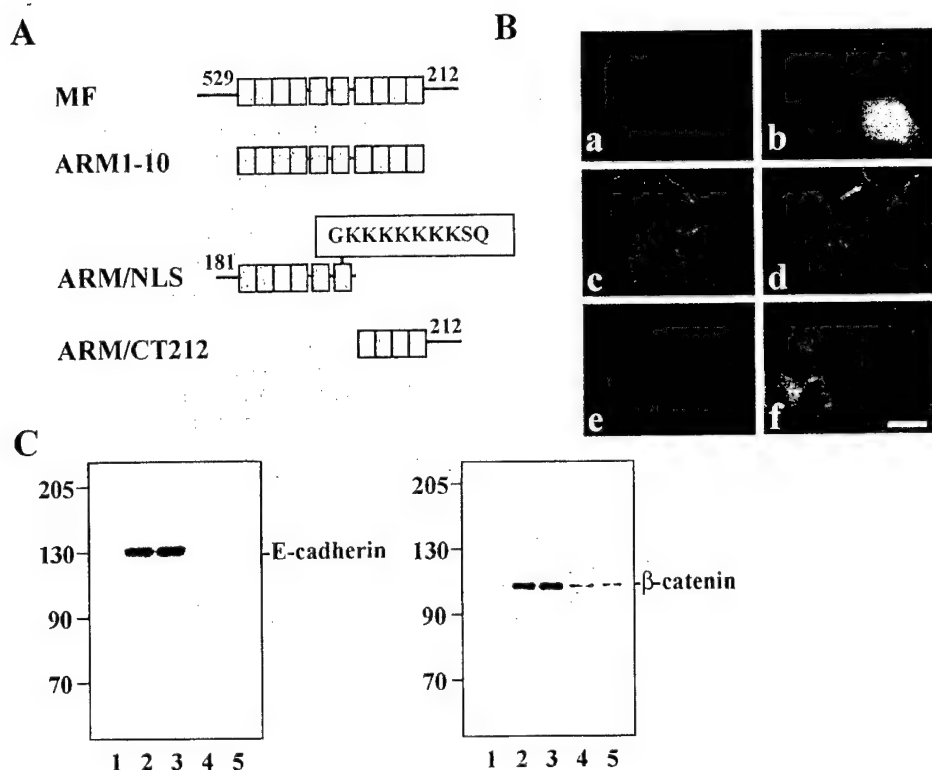 A
529
212
MF
ARM1-10
GKKKKKKKSQ
181
ARM/NLS
212
ARM/CT212
B
a
b
c
d
e
f
C
205
130
E-cadherin
90
70
1 2 3 4 5
205
130
β-catenin
90
70
1 2 3 4 5